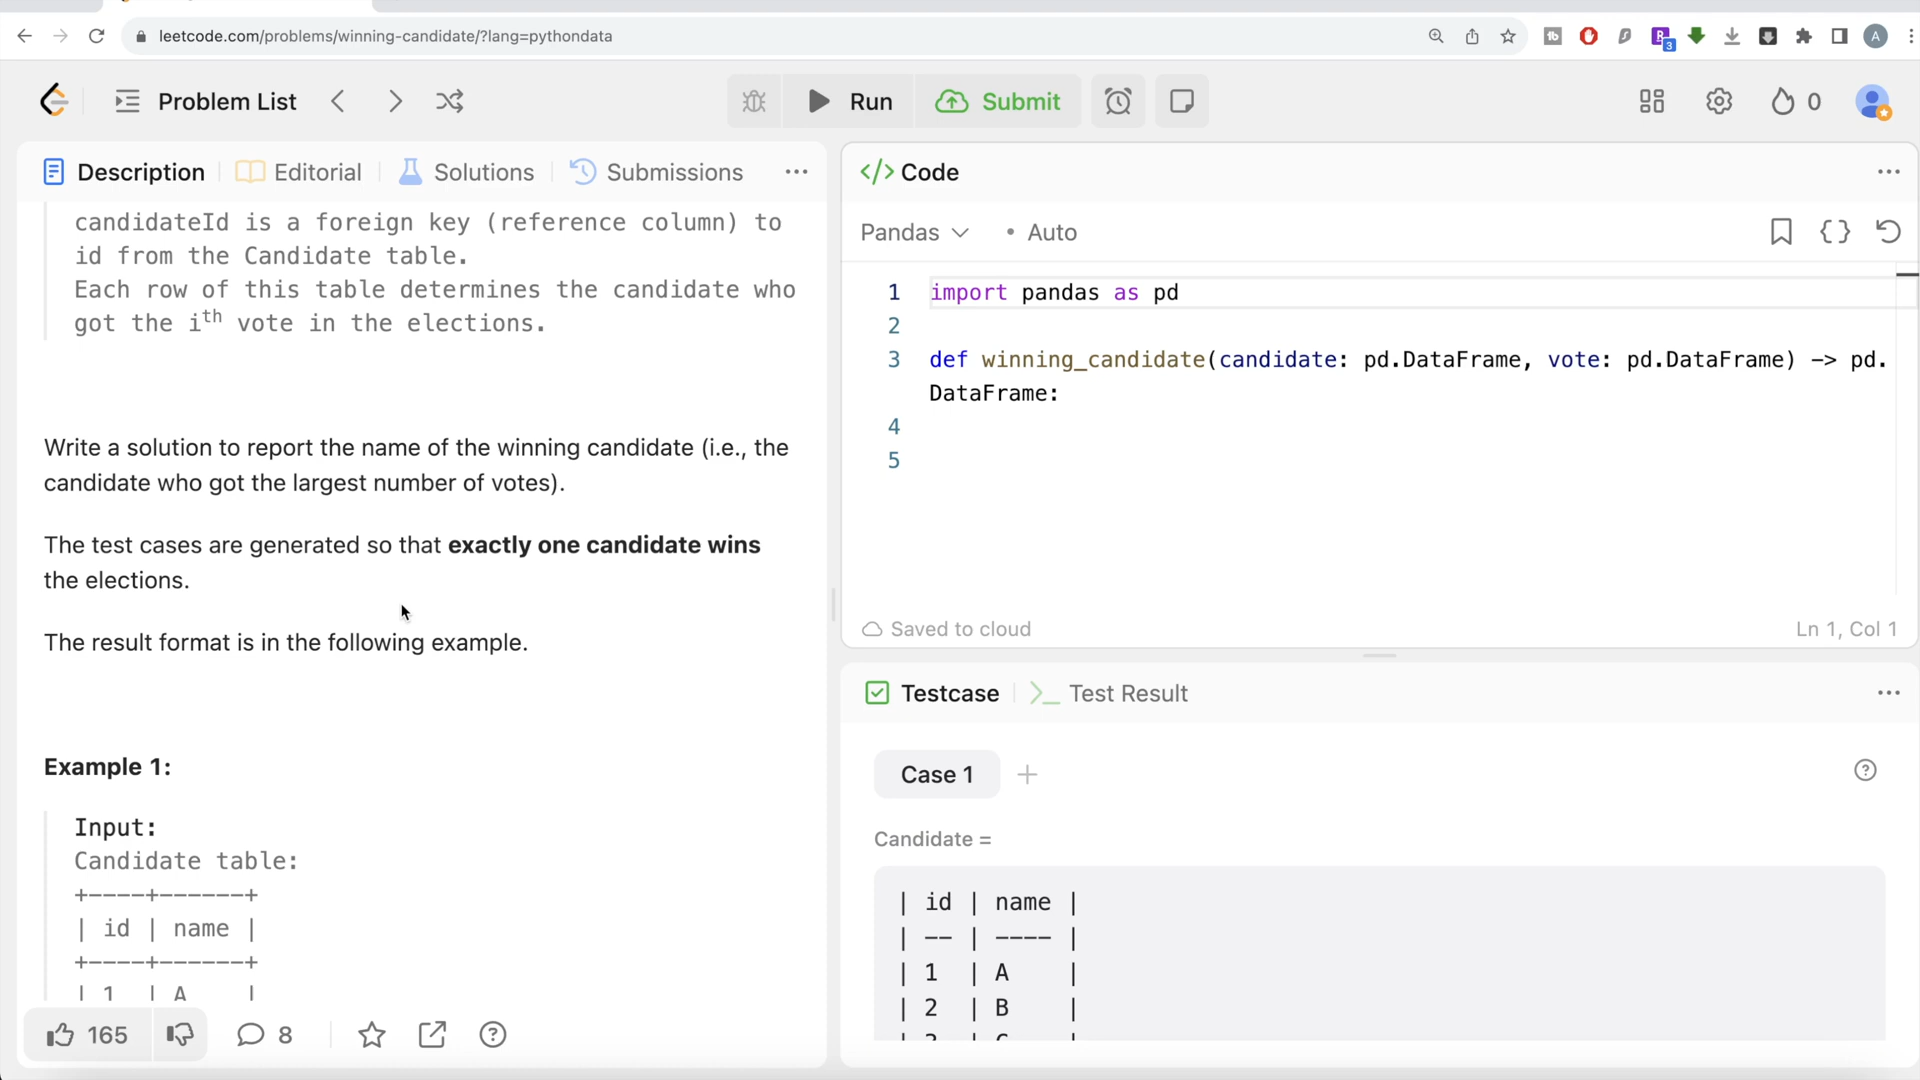 leetcode.com/problems/winning-candidate/?lang=pythondata
3
A
Problem List
Run
Submit
0
Description
Editorial
Solutions
Submissions
candidateId is a foreign key (reference column) to
id from the Candidate table.
Each row of this table determines the candidate who
got the ith vote in the elections.
Write a solution to report the name of the winning candidate (i.e., the
candidate who got the largest number of votes).
The test cases are generated so that exactly one candidate wins
the elections.
The result format is in the following example.
Example 1:
Input:
Candidate table:
+----+------+
| id | name |
+----+------+
| 1  | A    |
165
8
</> Code
Pandas
• Auto
1 import pandas as pd
2
3 def winning_candidate(candidate: pd.DataFrame, vote: pd.DataFrame) -> pd.
DataFrame:
4
5
Saved to cloud
Ln 1, Col 1
Testcase
Test Result
Case 1
Candidate =
| id | name |
| -- | ---- |
| 1  | A    |
| 2  | B    |